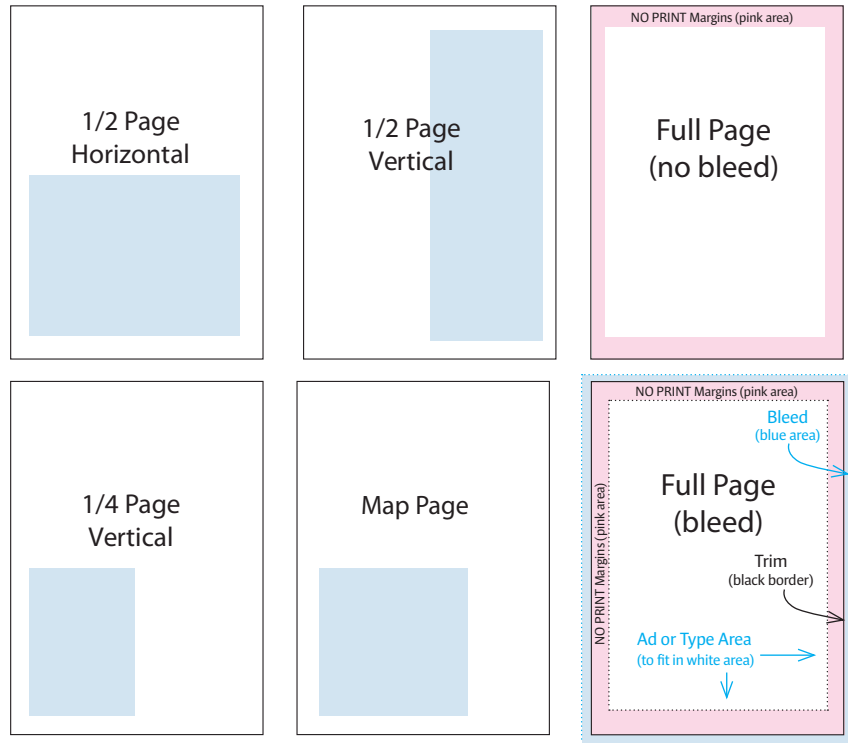 NO PRINT Margins (pink area)
1/2 Page
Horizontal
1/2 Page
Vertical
Full Page
(no bleed)
NO PRINT Margins (pink area)
Bleed
(blue area)
1/4 Page
Vertical
Map Page
Full Page
(bleed)
NO PRINT Margins (pink area)
Trim
(black border)
Ad or Type Area
(to fit in white area)